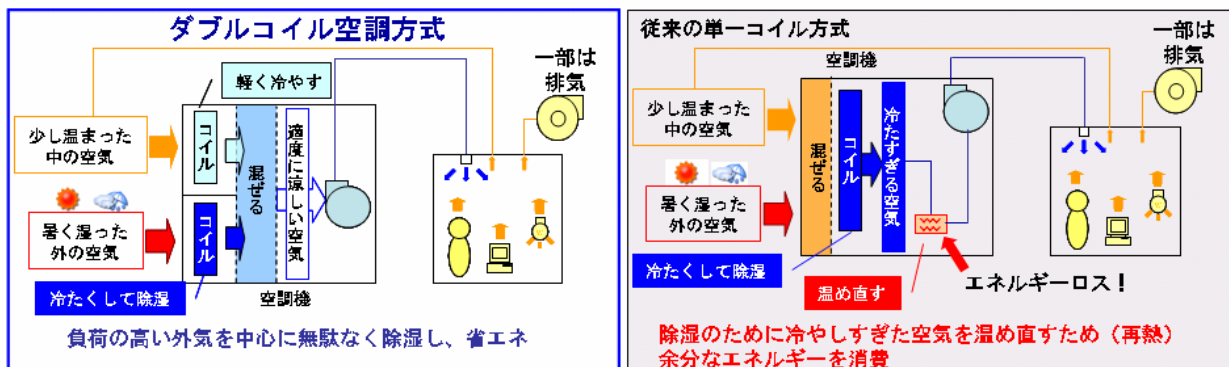 ダブルコイル空調方式
一部は
排気
軽く冷やす
少し温まった
中の空気
コイル
混ぜる
適度に涼しい空気
暑く湿った
外の空気
コイル
冷たくして除湿
空調機
負荷の高い外気を中心に無駄なく除湿し、省エネ
従来の単一コイル方式
一部は
排気
空調機
少し温まった
中の空気
混ぜる
コイル
冷たすぎる空気
暑く湿った
外の空気
冷たくして除湿
温め直す
エネルギーロス!
除湿のために冷やしすぎた空気を温め直すため(再熱)
余分なエネルギーを消費